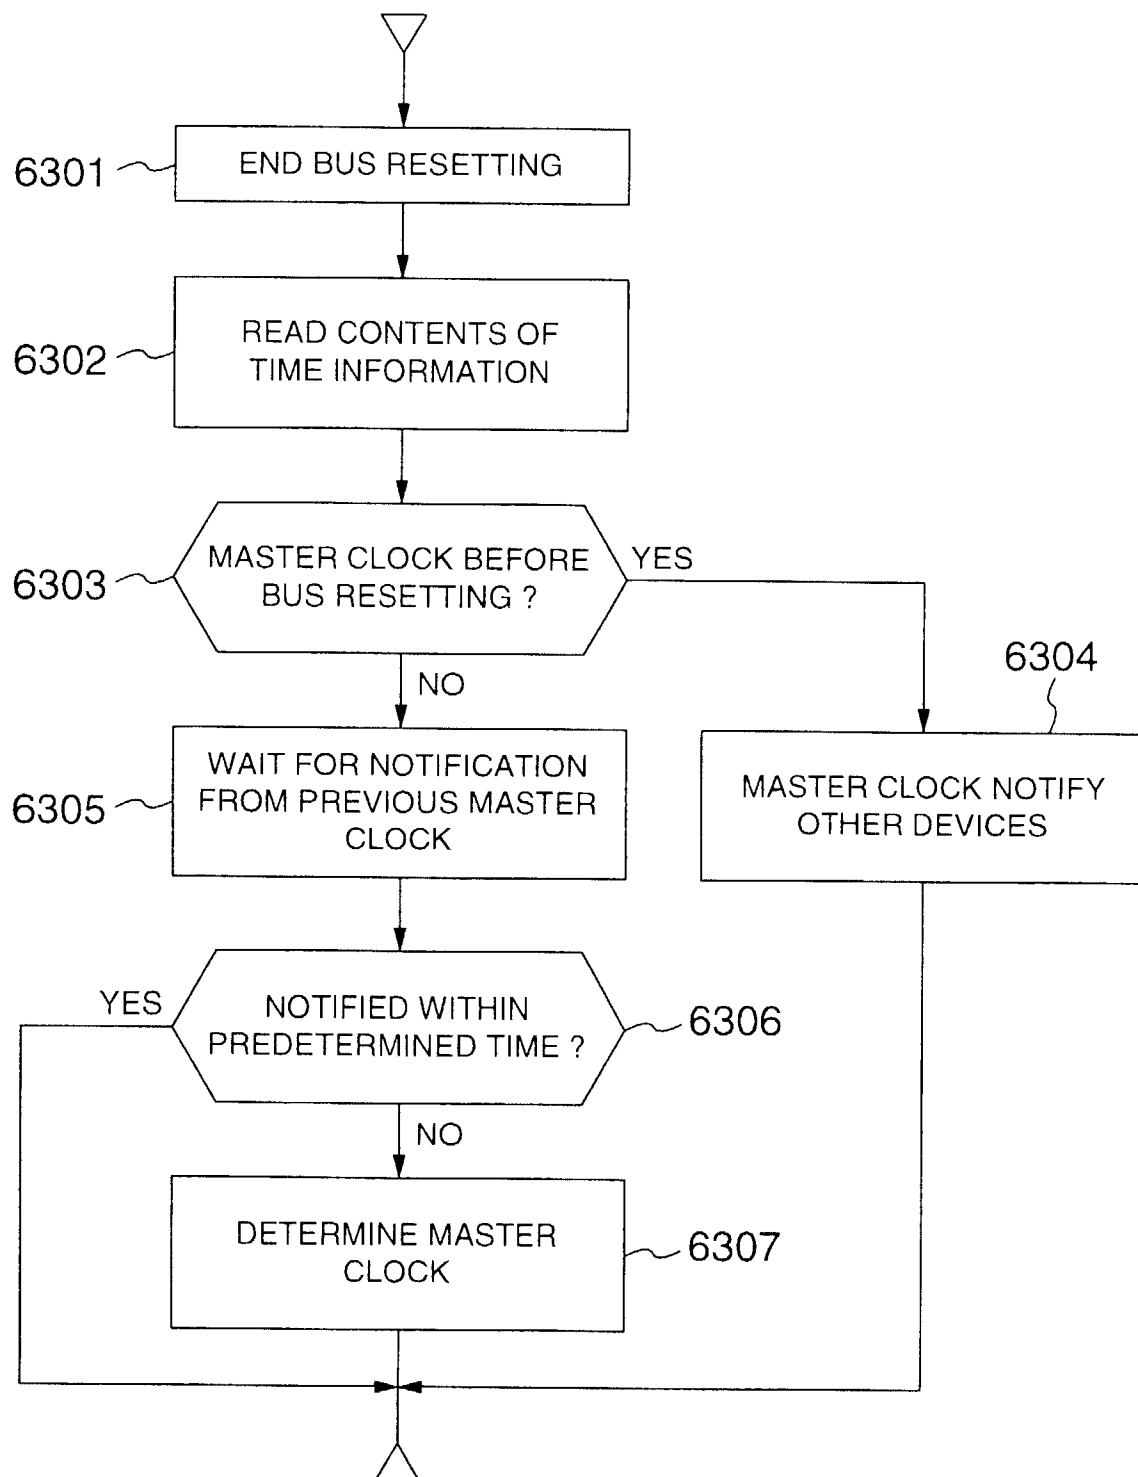 6301
END BUS RESETTING
6302
READ CONTENTS OF
TIME INFORMATION
6303
MASTER CLOCK BEFORE
BUS RESETTING ?
YES
NO
6304
MASTER CLOCK NOTIFY
OTHER DEVICES
6305
WAIT FOR NOTIFICATION
FROM PREVIOUS MASTER
CLOCK
YES
NOTIFIED WITHIN
PREDETERMINED TIME ?
6306
NO
DETERMINE MASTER
CLOCK
6307